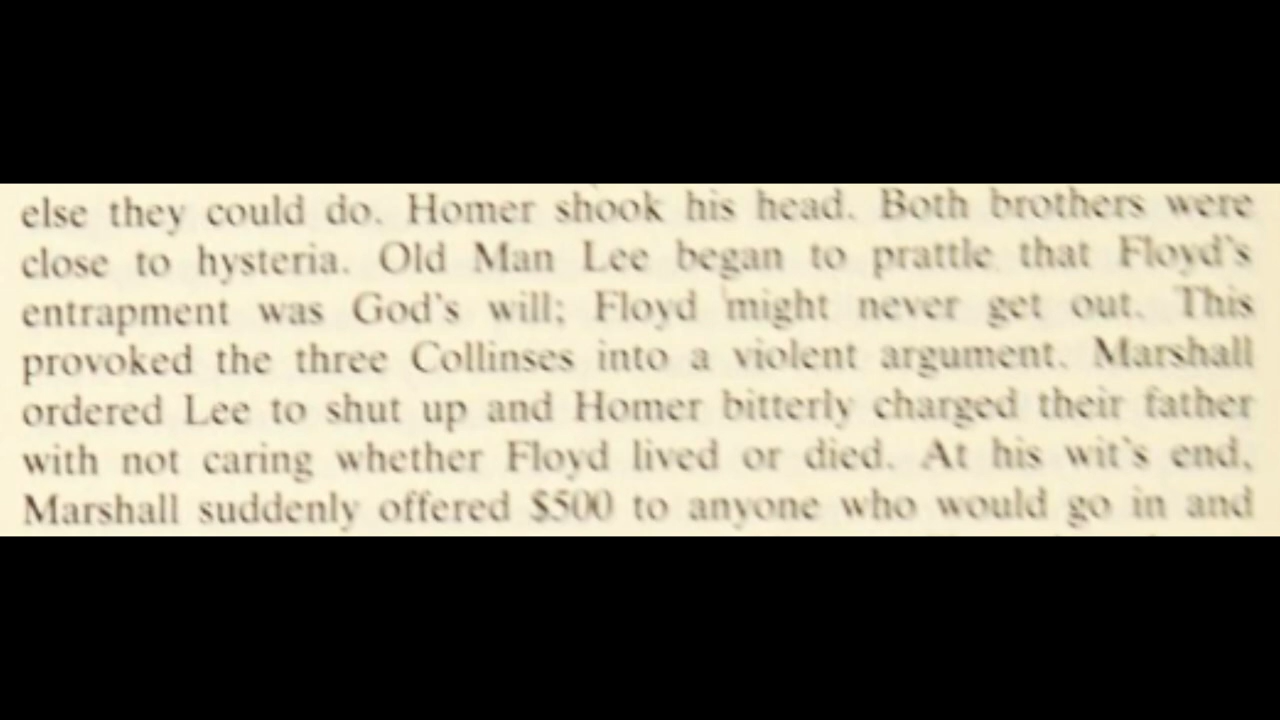 else they could do. Homer shook his head. Both brothers were
close to hysteria. Old Man Lee began to prattle that Floyd's
entrapment was God's will; Floyd might never get out. This
provoked the three Collinses into a violent argument. Marshall
ordered Lee to shut up and Homer bitterly charged their father
with not caring whether Floyd lived or died. At his wit's end,
Marshall suddenly offered $500 to anyone who would go in and